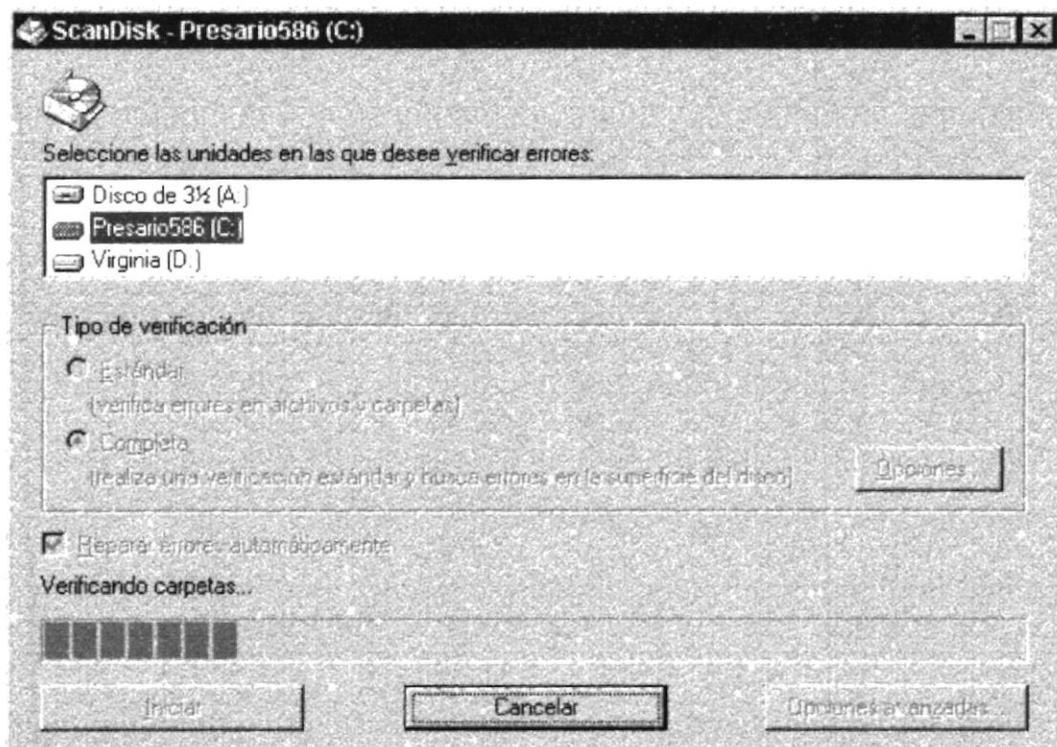 ScanDisk - Presario586 (C:)
Seleccione las unidades en las que desee verificar errores:
Disco de 3½ (A:)
Presario586 (C:)
Virginia (D:)
Tipo de verificación
Estándar
(verifica errores en archivos y carpetas)
Completa
(realiza una verificación estándar y busca errores en la superficie del disco)
Opciones...
Reparar errores automáticamente
Verificando carpetas...
Iniciar
Cancelar
Opciones avanzadas...